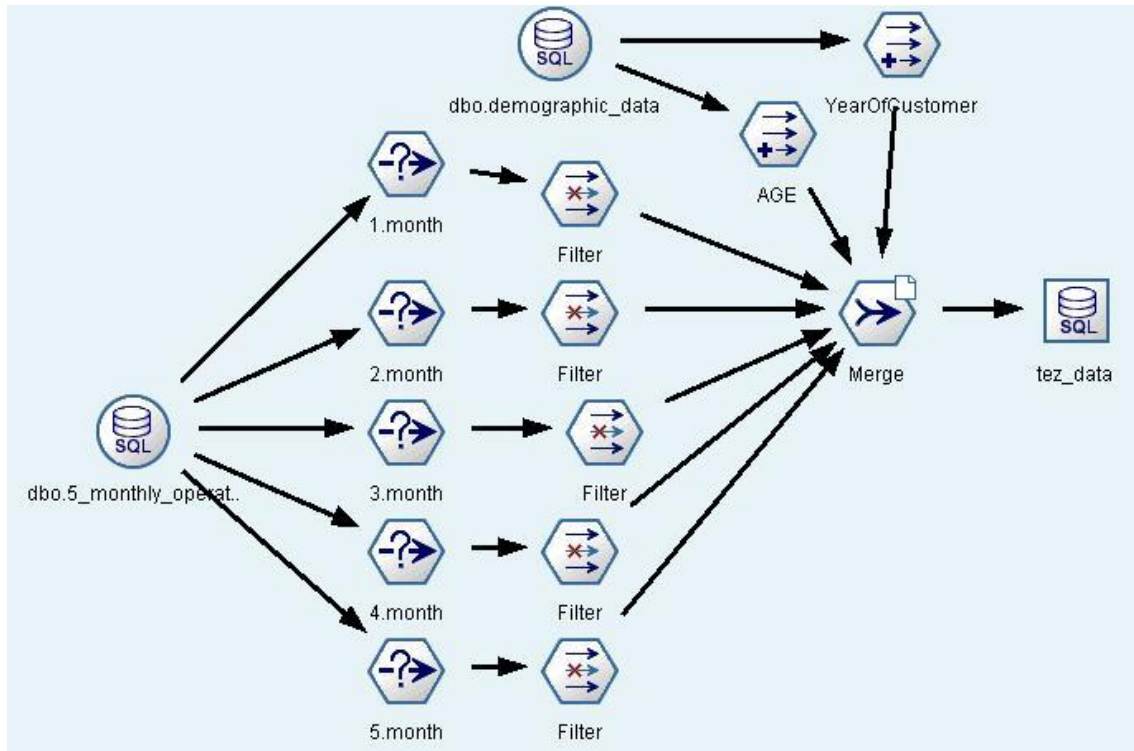 SQL
dbo.demographic_data
YearOfCustomer
AGE
1.month
Filter
2.month
Filter
Merge
SQL
tez_data
SQL
dbo.5_monthly_operat..
3.month
Filter
4.month
Filter
5.month
Filter